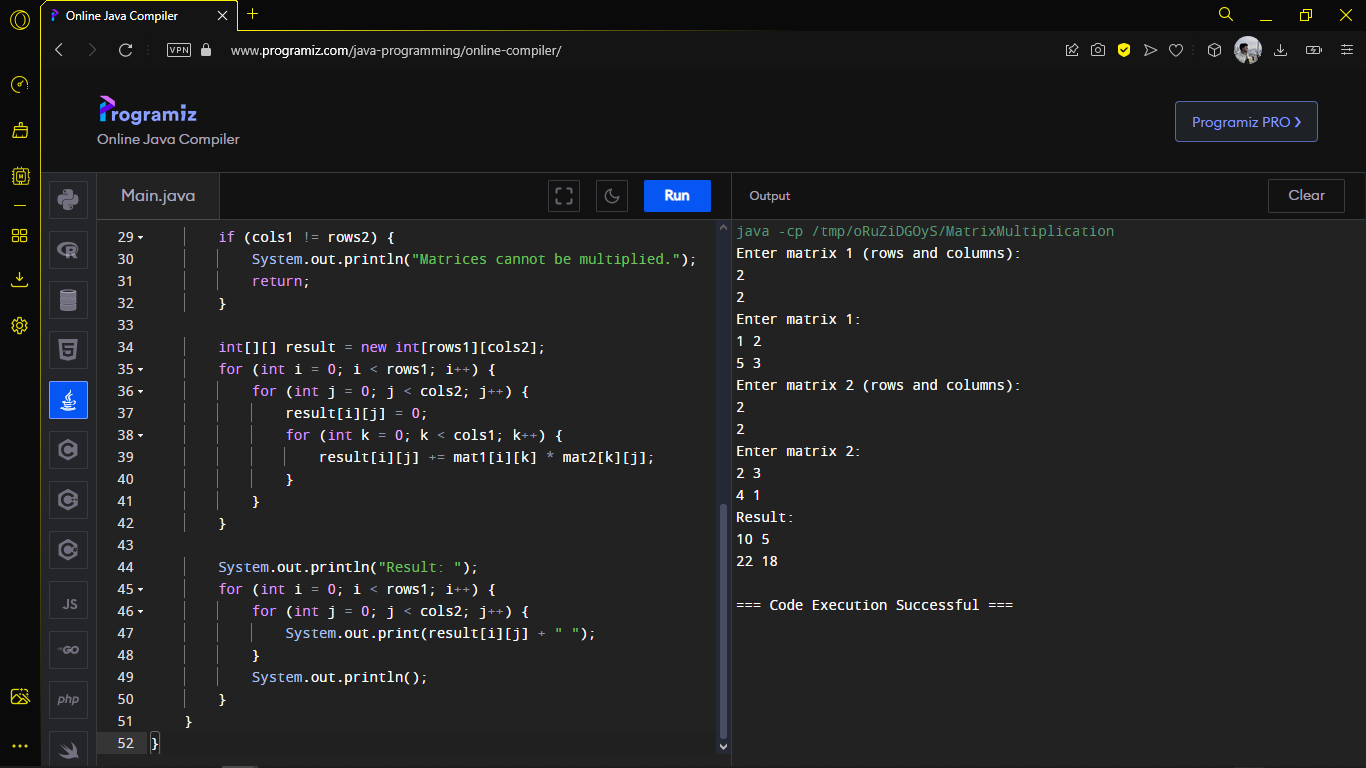 Online Java Compiler
VPN
www.programiz.com/java-programming/online-compiler/
Programiz
Online Java Compiler
Programiz PRO
Main.java
Run
Output
Clear
29 if (cols1 != rows2) {
30 System.out.println("Matrices cannot be multiplied.");
31 return;
32 }
33
34 int[][] result = new int[rows1][cols2];
35 for (int i = 0; i < rows1; i++) {
36 for (int j = 0; j < cols2; j++) {
37 result[i][j] = 0;
38 for (int k = 0; k < cols1; k++) {
39 result[i][j] += mat1[i][k] * mat2[k][j];
40 }
41 }
42 }
43
44 System.out.println("Result: ");
45 for (int i = 0; i < rows1; i++) {
46 for (int j = 0; j < cols2; j++) {
47 System.out.print(result[i][j] + " ");
48 }
49 System.out.println();
50 }
51 }
52 }
java -cp /tmp/oRuZiDGOyS/MatrixMultiplication
Enter matrix 1 (rows and columns):
2
2
Enter matrix 1:
1 2
5 3
Enter matrix 2 (rows and columns):
2
2
Enter matrix 2:
2 3
4 1
Result:
10 5
22 18
=== Code Execution Successful ===
JS
GO
php